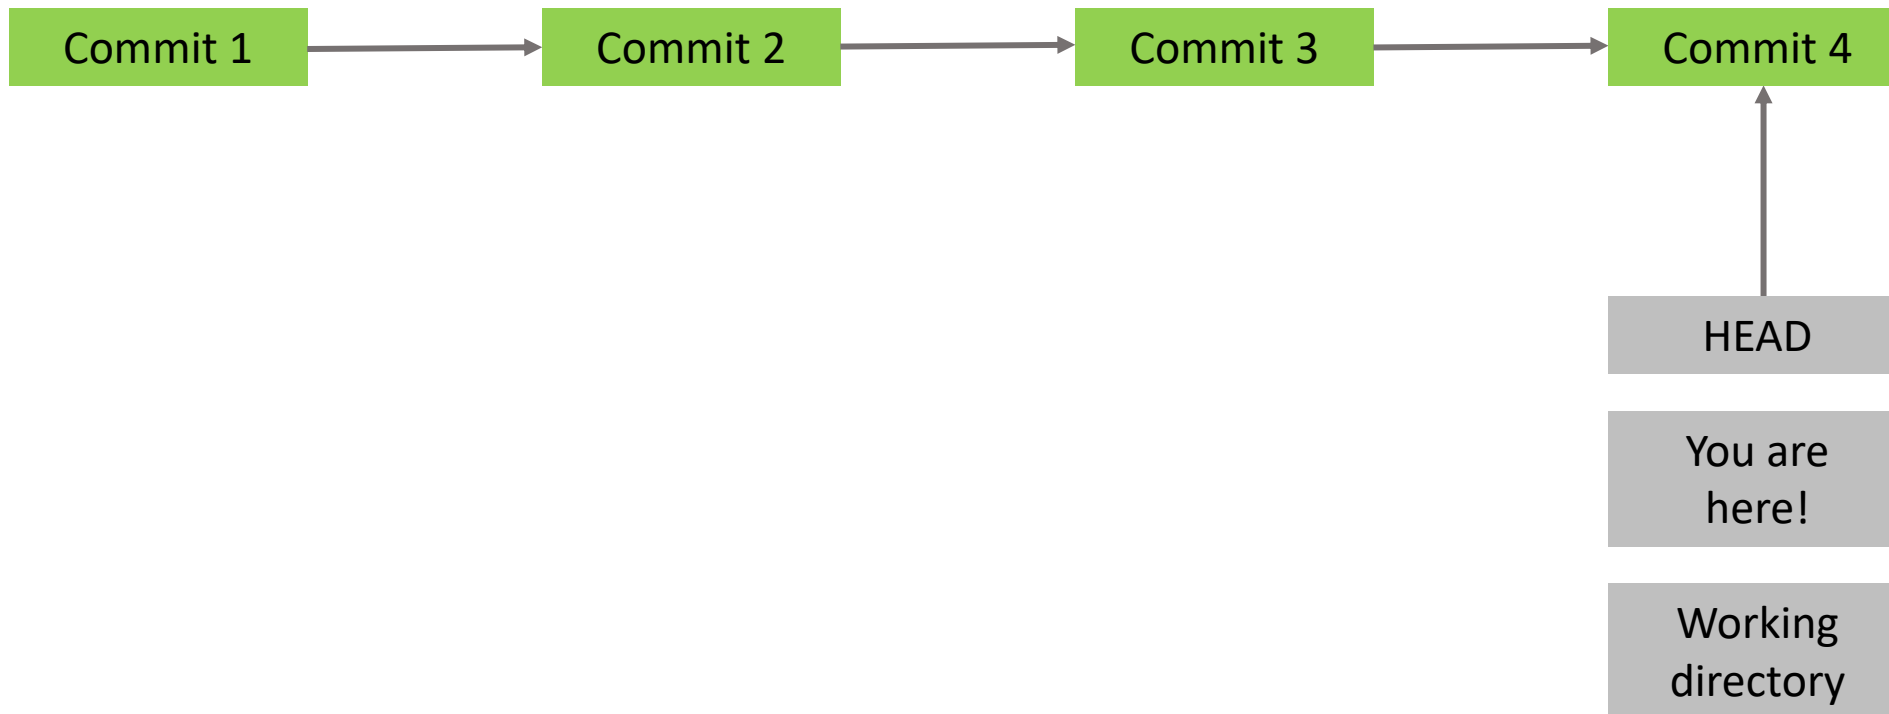 Commit 1
Commit 2
Commit 3
Commit 4
HEAD
You are
here!
Working
directory